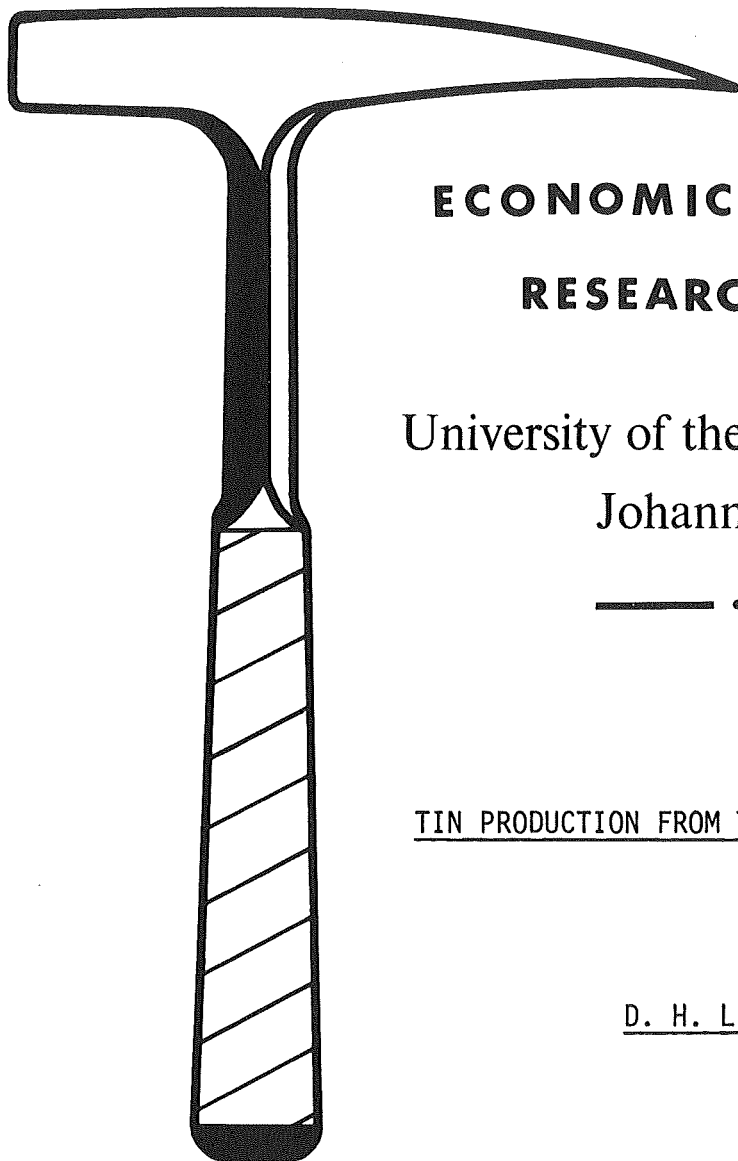 ECONOMIC
RESEARC
University of the
Johann
TIN PRODUCTION FROM
D. H. L